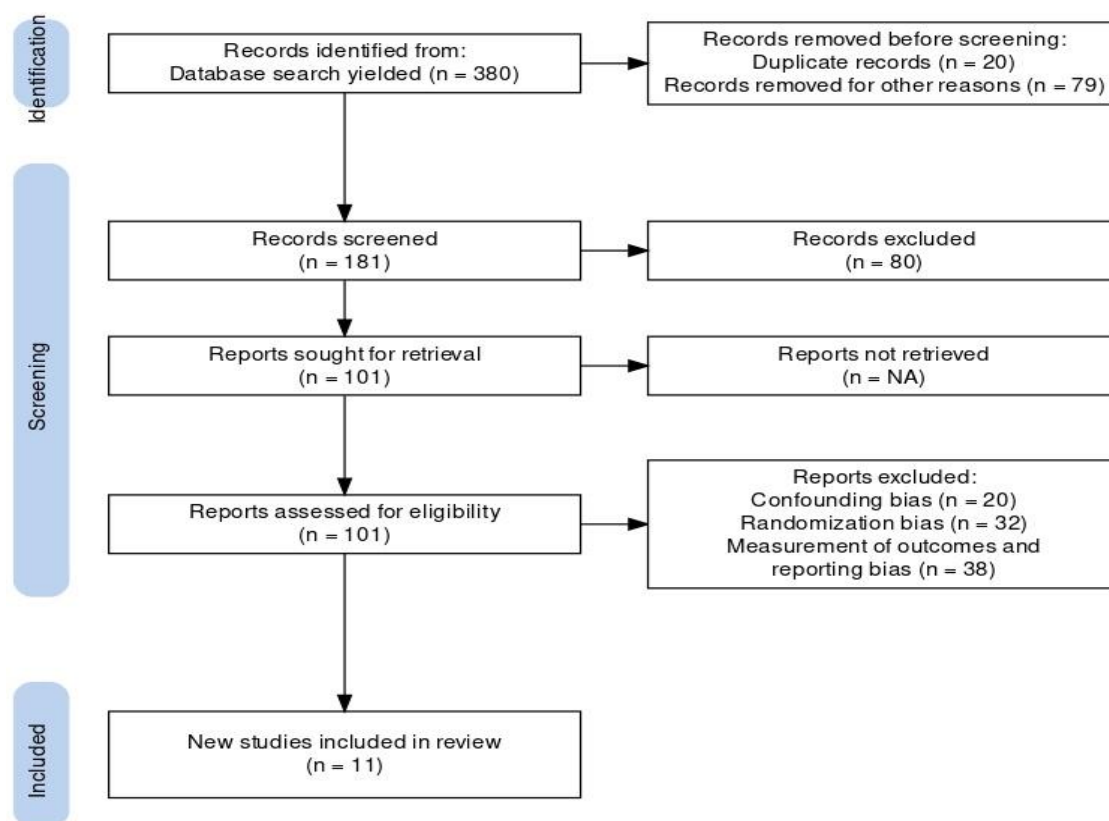 Identification
Records identified from:
Database search yielded (n = 380)
Records removed before screening:
Duplicate records (n = 20)
Records removed for other reasons (n = 79)
Screening
Records screened
(n = 181)
Records excluded
(n = 80)
Reports sought for retrieval
(n = 101)
Reports not retrieved
(n = NA)
Reports assessed for eligibility
(n = 101)
Reports excluded:
Confounding bias (n = 20)
Randomization bias (n = 32)
Measurement of outcomes and
reporting bias (n = 38)
Included
New studies included in review
(n = 11)